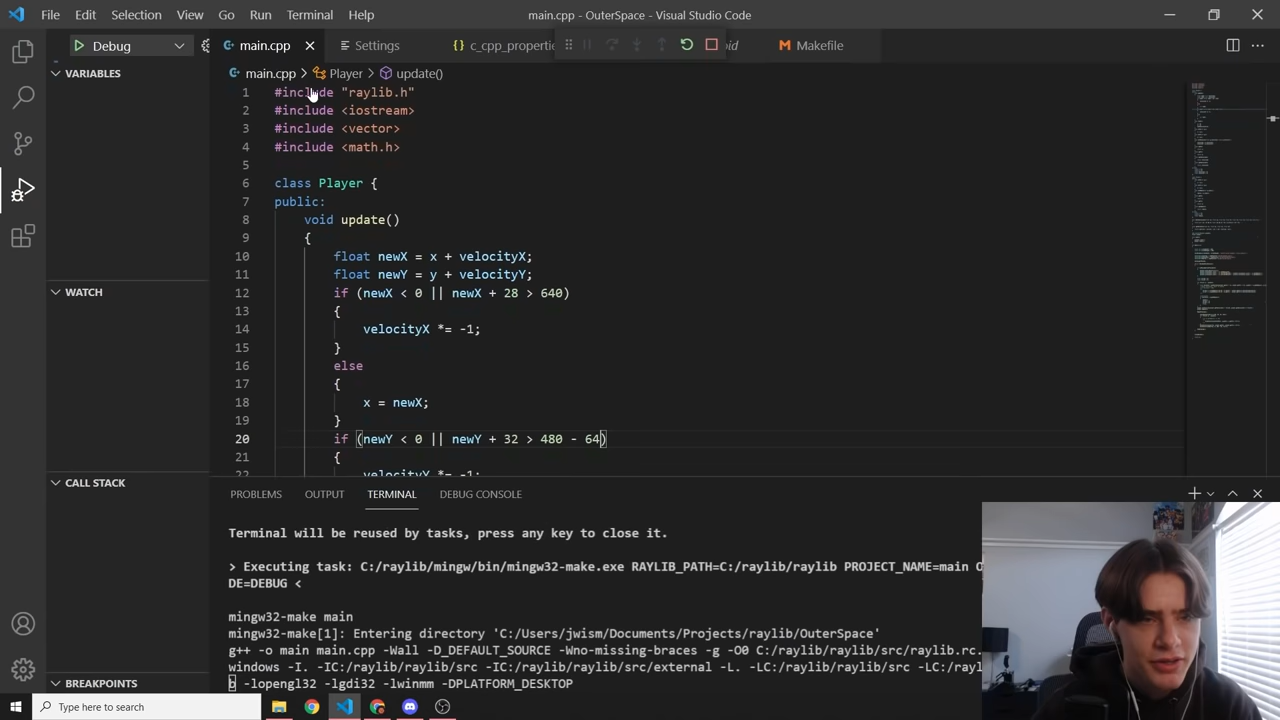 File Edit Selection View Go Run Terminal Help
main.cpp - OuterSpace - Visual Studio Code
Debug
main.cpp
Settings
c_cpp_properti
Makefile
main.cpp > Player > update()
VARIABLES
WATCH
CALL STACK
BREAKPOINTS
1 #include "raylib.h"
2 #include <iostream>
3 #include <vector>
4 #include <math.h>
5
6 class Player {
7 public:
8 void update()
9 {
10 float newX = x + velocityX;
11 float newY = y + velocityY;
12 if (newX < 0 || newX + 28 > 640)
13 {
14 velocityX *= -1;
15 }
16 else
17 {
18 x = newX;
19 }
20 if (newY < 0 || newY + 32 > 480 - 64)
21 {
22 velocityY *= -1;
PROBLEMS OUTPUT TERMINAL DEBUG CONSOLE
Terminal will be reused by tasks, press any key to close it.
> Executing task: C:/raylib/mingw/bin/mingw32-make.exe RAYLIB_PATH=C:/raylib/raylib PROJECT_NAME=main O
DE=DEBUG <
mingw32-make main
mingw32-make[1]: Entering directory 'C:/Users/jwism/Documents/Projects/raylib/OuterSpace'
g++ -o main main.cpp -Wall -D_DEFAULT_SOURCE -Wno-missing-braces -g -O0 C:/raylib/raylib/src/raylib.rc.
windows -I. -IC:/raylib/raylib/src -IC:/raylib/raylib/src/external -L. -LC:/raylib/raylib/src -LC:/rayl
-lopengl32 -lgdi32 -lwinmm -DPLATFORM_DESKTOP
Type here to search